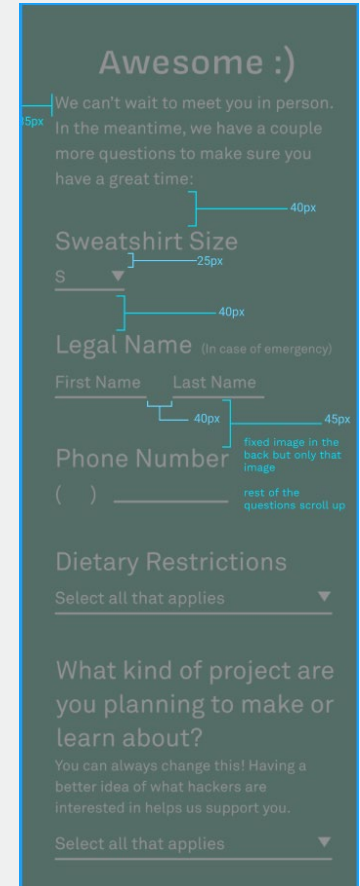 Awesome :)
We can't wait to meet you in person.
In the meantime, we have a couple
more questions to make sure you
have a great time:
40px
Sweatshirt Size
25px
S
40px
Legal Name (In case of emergency)
First Name Last Name
40px
45px
fixed image in the
back but only that
image
Phone Number
rest of the
questions scroll up
( )
Dietary Restrictions
Select all that applies
What kind of project are
you planning to make or
learn about?
You can always change this! Having a
better idea of what hackers are
interested in helps us support you.
Select all that applies